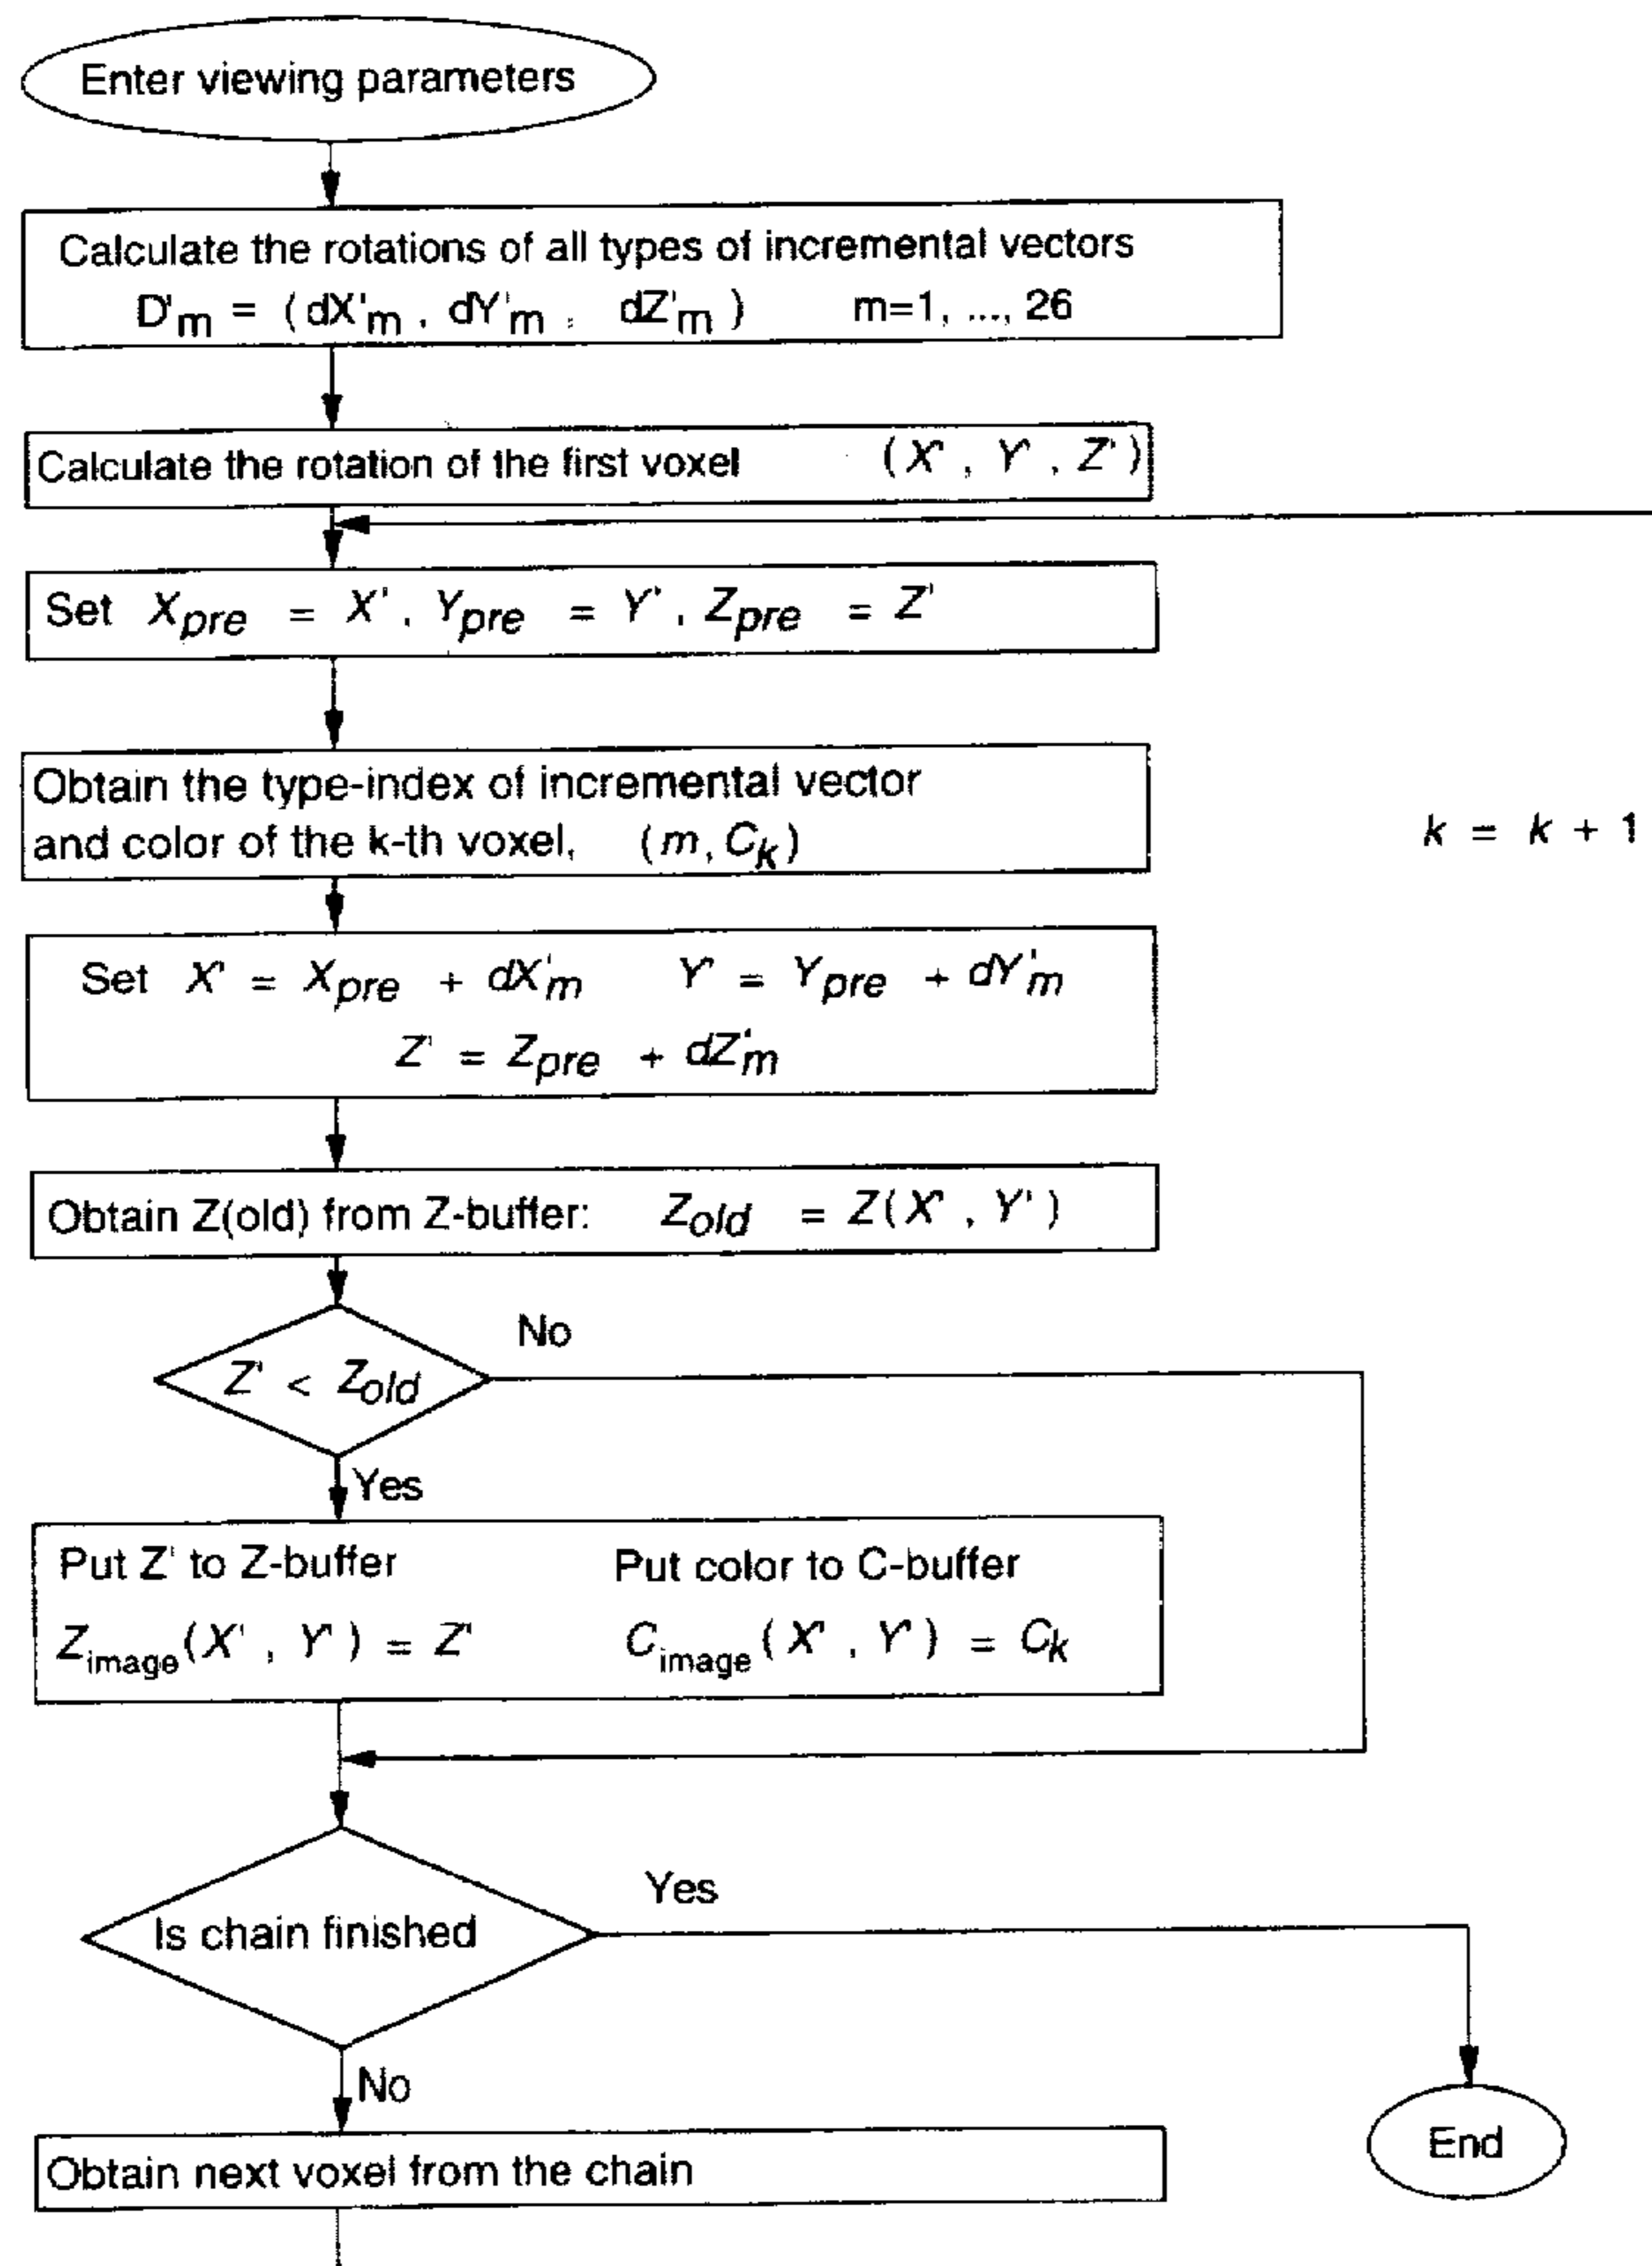 Enter viewing parameters
Calculate the rotations of all types of incremental vectors
D'm = ( dX'm , dY'm , dZ'm ) m=1, ..., 26
Calculate the rotation of the first voxel ( X' , Y' , Z' )
Set Xpre = X' , Ypre = Y' , Zpre = Z'
Obtain the type-index of incremental vector
and color of the k-th voxel, ( m, Ck )
k = k + 1
Set X' = Xpre + dX'm Y' = Ypre + dY'm
Z' = Zpre + dZ'm
Obtain Z(old) from Z-buffer: Zold = Z( X' , Y' )
No
Z' < Zold
Yes
Put Z' to Z-buffer Put color to C-buffer
Zimage( X' , Y' ) = Z' Cimage ( X' , Y' ) = Ck
Yes
Is chain finished
No
End
Obtain next voxel from the chain